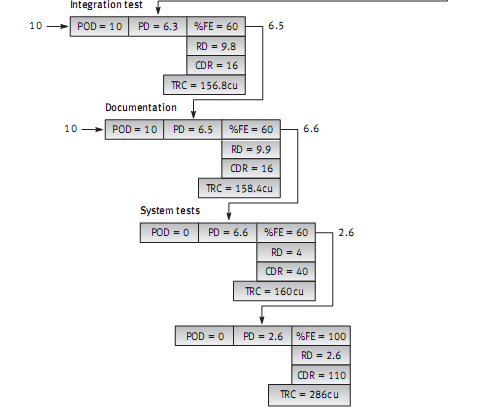 Integration test
10 POD = 10 PD = 6.3 %FE = 60 6.5
RD = 9.8
CDR = 16
TRC = 156.8cu
Documentation
10 POD = 10 PD = 6.5 %FE = 60 6.6
RD = 9.9
CDR = 16
TRC = 158.4cu
System tests
POD = 0 PD = 6.6 %FE = 60 2.6
RD = 4
CDR = 40
TRC = 160cu
POD = 0 PD = 2.6 %FE = 100
RD = 2.6
CDR = 110
TRC = 286cu